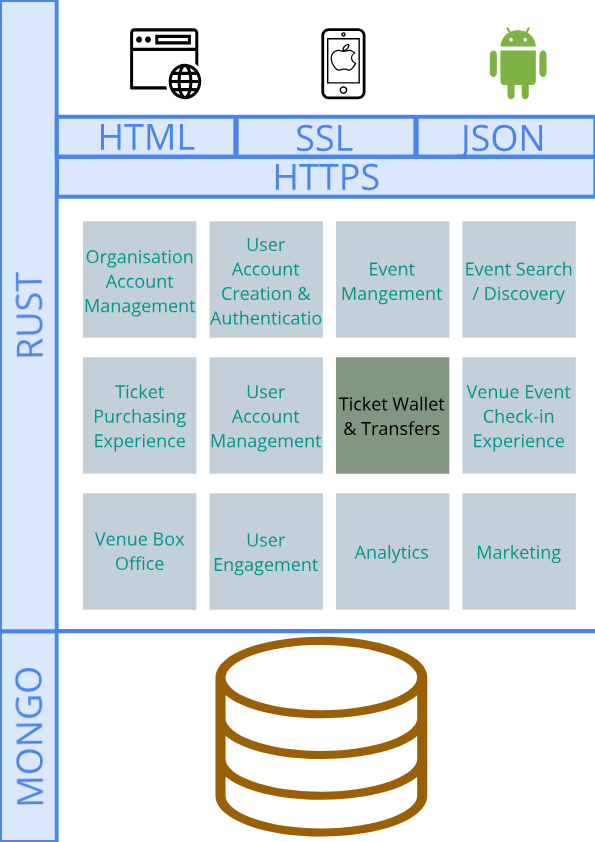 HTML
SSL
JSON
HTTPS
RUST
Organisation
Account
Management
User
Account
Creation &
Authenticatio
Event
Mangement
Event Search
/ Discovery
Ticket
Purchasing
Experience
User
Account
Management
Ticket Wallet
& Transfers
Venue Event
Check-in
Experience
Venue Box
Office
User
Engagement
Analytics
Marketing
MONGO